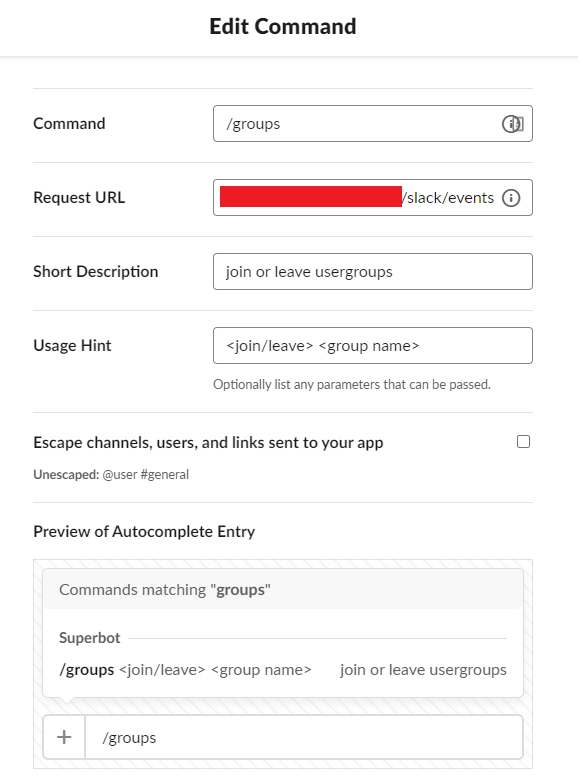 Edit Command
Command
/groups
Request URL
/slack/events
Short Description
join or leave usergroups
Usage Hint
<join/leave> <group name>
Optionally list any parameters that can be passed.
Escape channels, users, and links sent to your app
Unescaped: @user #general
Preview of Autocomplete Entry
Commands matching "groups"
Superbot
/groups <join/leave> <group name> join or leave usergroups
/groups